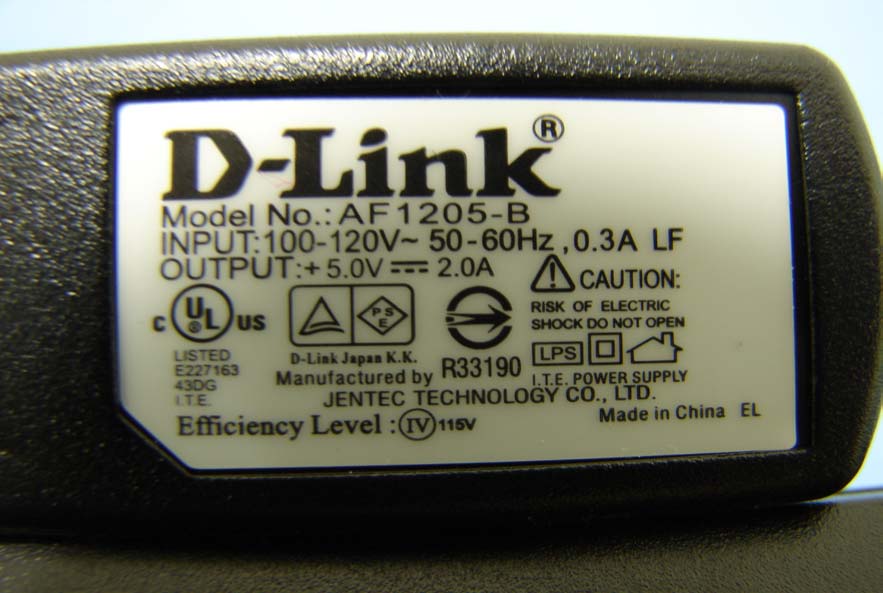 D-Link®
Model No.: AF1205-B
INPUT:100-120V~ 50-60Hz ,0.3A LF
OUTPUT:+5.0V⎓ 2.0A
CAUTION:
RISK OF ELECTRIC
SHOCK DO NOT OPEN
C UL® US
LISTED
E227163
43DG
I.T.E.
PS
E
D-Link Japan K.K.
R33190
LPS
I.T.E. POWER SUPPLY
Manufactured by
JENTEC TECHNOLOGY CO., LTD.
Made in China EL
Efficiency Level :IV 115V